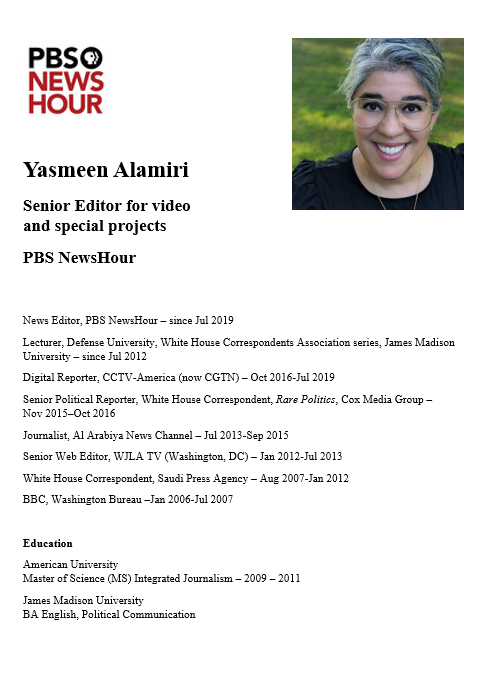 PBS
NEWS
HOUR
Yasmeen Alamiri
Senior Editor for video
and special projects
PBS NewsHour
News Editor, PBS NewsHour – since Jul 2019
Lecturer, Defense University, White House Correspondents Association series, James Madison
University – since Jul 2012
Digital Reporter, CCTV-America (now CGTN) – Oct 2016-Jul 2019
Senior Political Reporter, White House Correspondent, Rare Politics, Cox Media Group –
Nov 2015–Oct 2016
Journalist, Al Arabiya News Channel – Jul 2013-Sep 2015
Senior Web Editor, WJLA TV (Washington, DC) – Jan 2012-Jul 2013
White House Correspondent, Saudi Press Agency – Aug 2007-Jan 2012
BBC, Washington Bureau –Jan 2006-Jul 2007
Education
American University
Master of Science (MS) Integrated Journalism – 2009 – 2011
James Madison University
BA English, Political Communication